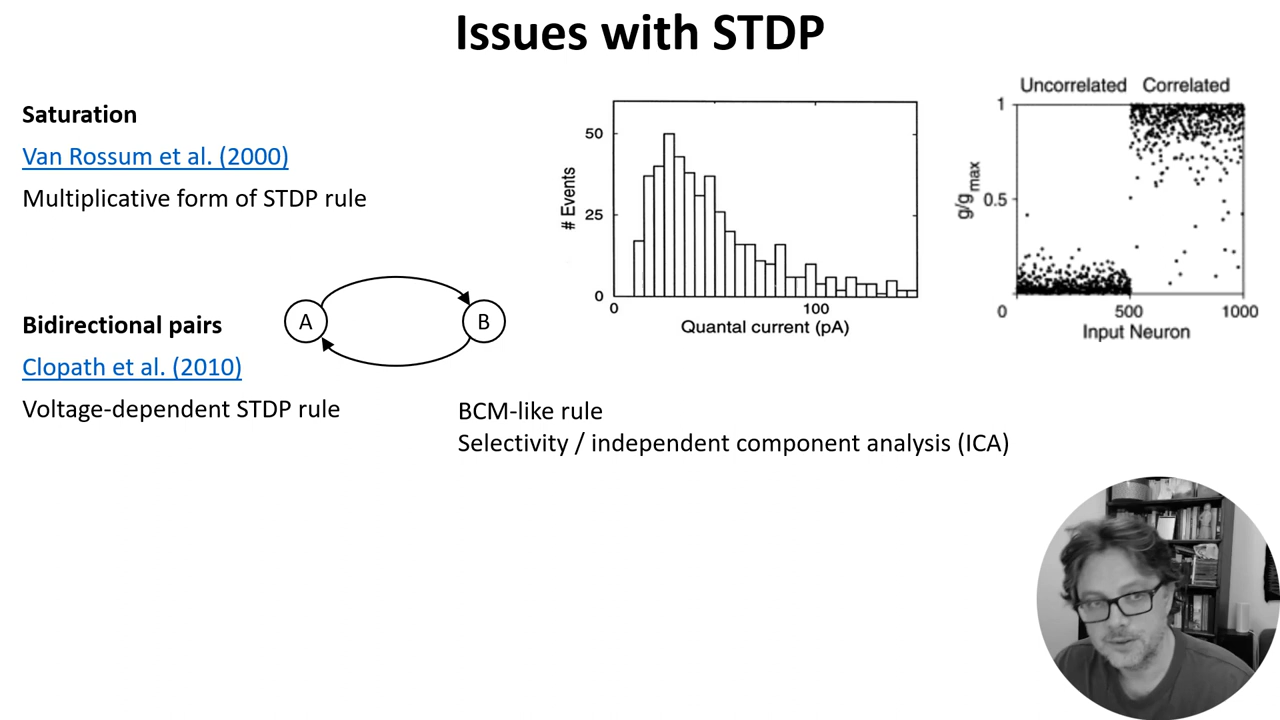 Issues with STDP
Saturation
Van Rossum et al. (2000)
Multiplicative form of STDP rule
50
25
0
# Events
0
100
Quantal current (pA)
Uncorrelated Correlated
1
0.5
g/gmax
0
500
1000
Input Neuron
Bidirectional pairs
A
B
Clopath et al. (2010)
Voltage-dependent STDP rule
BCM-like rule
Selectivity / independent component analysis (ICA)